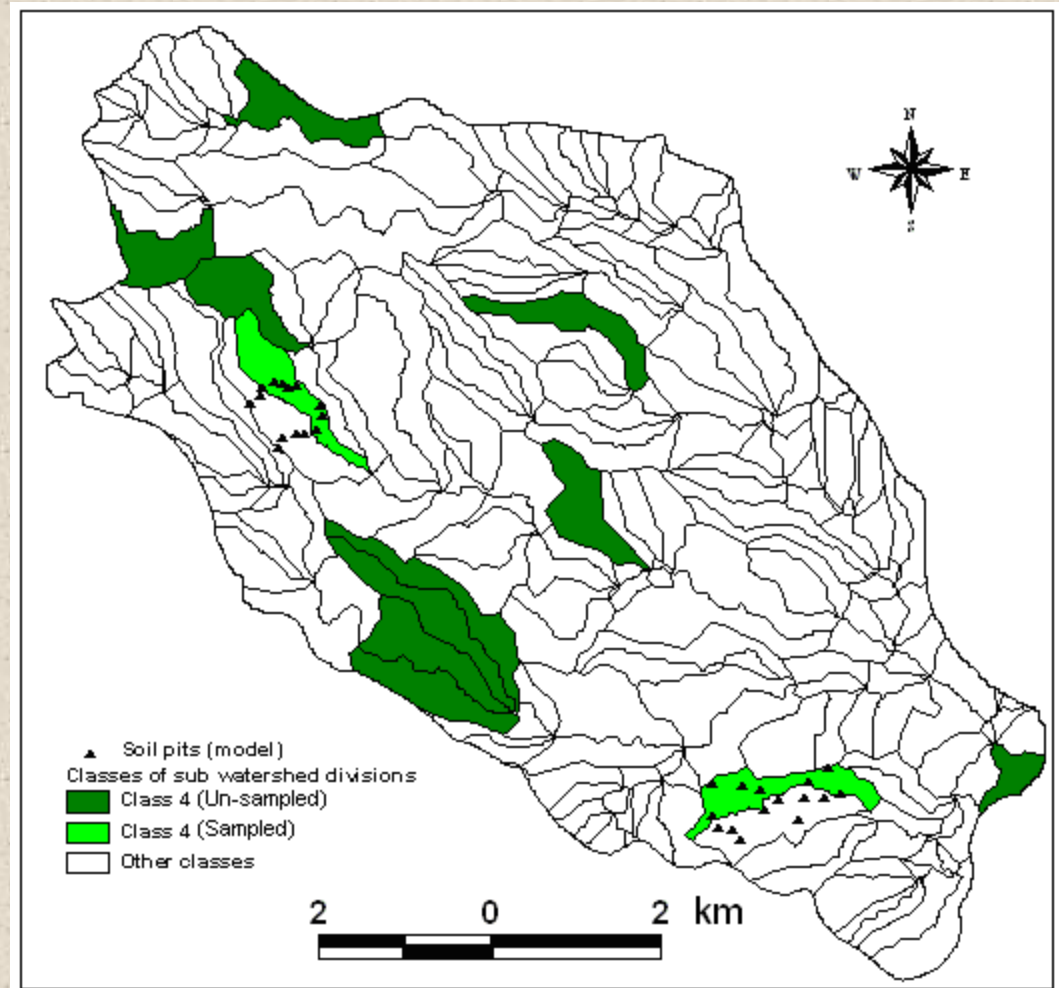 N
W E
S
Soil pits (model)
Classes of sub watershed divisions
Class 4 (Un-sampled)
Class 4 (Sampled)
Other classes
2 0 2 km